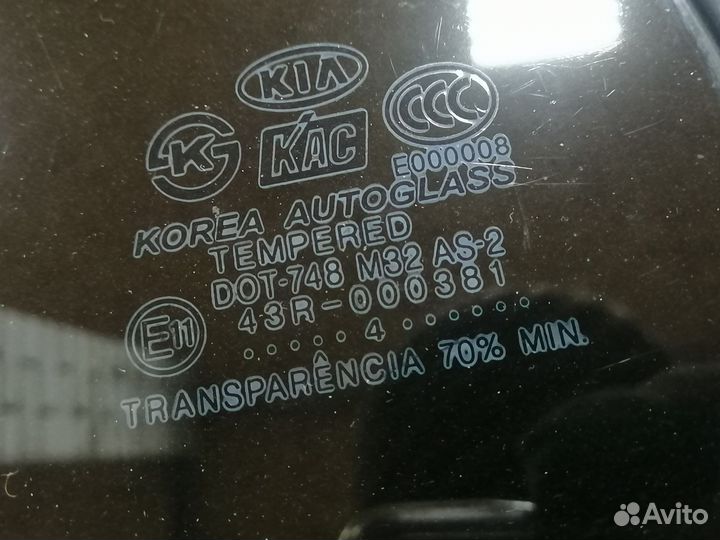 KIA
K
KAC
CCC
E000008
KOREA AUTOGLASS
TEMPERED
DOT-748 M32 AS-2
43R-000381
E11
.....4......
TRANSPARÊNCIA 70% MIN.
Avito